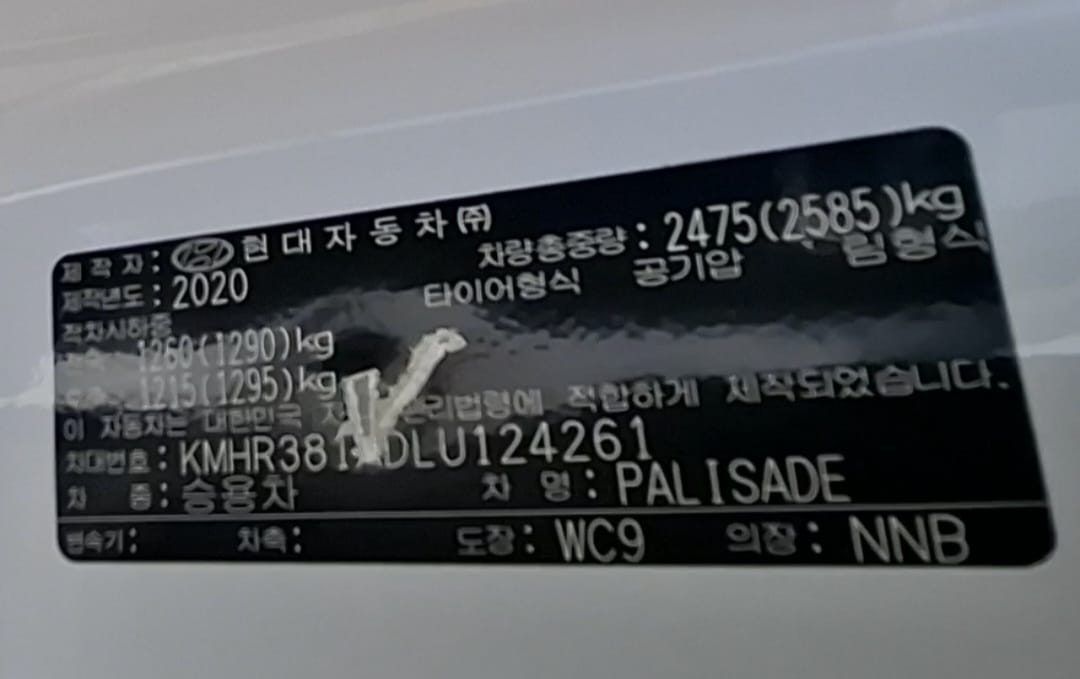 제작자: 현대자동차㈜
제작년도: 2020
차량총중량: 2475(2585)kg
타이어형식 공기압 림형식
1260(1290)kg
1215(1295)kg
이 자동차는 대한민국 관리법령에 적합하게 제작되었습니다.
차대번호: KMHR381 DLU124261
차 종: 승용차 차 명: PALISADE
변속기: 차축: 도장: WC9 의장: NNB